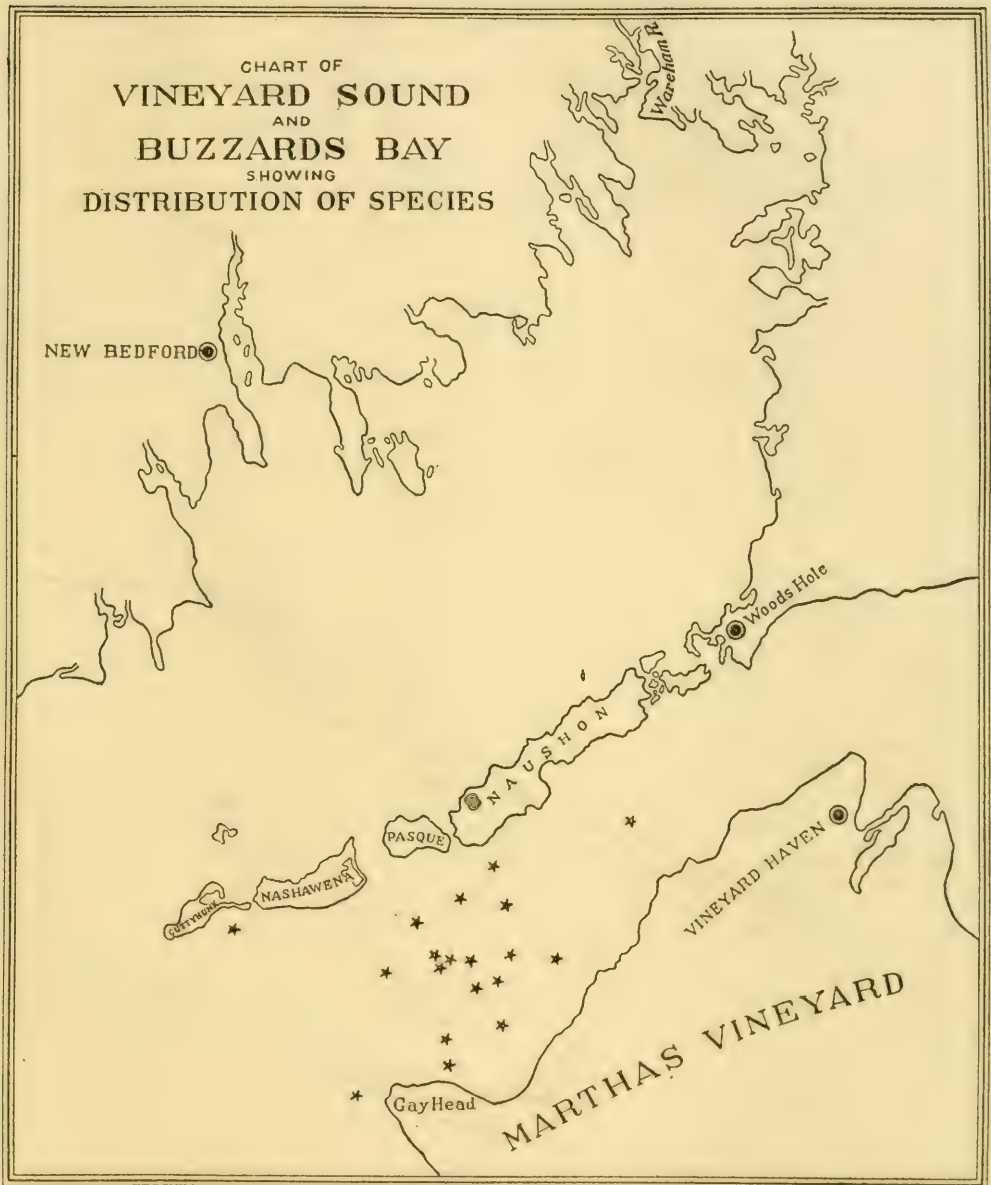 CHART OF
VINEYARD SOUND
AND
BUZZARDS BAY
SHOWING
DISTRIBUTION OF SPECIES
Wareham R.
NEW BEDFORD
Woods Hole
NAUSHON
PASQUE
NASHAWENA
CUTTYHUNK
VINEYARD HAVEN
MARTHAS VINEYARD
Gay Head